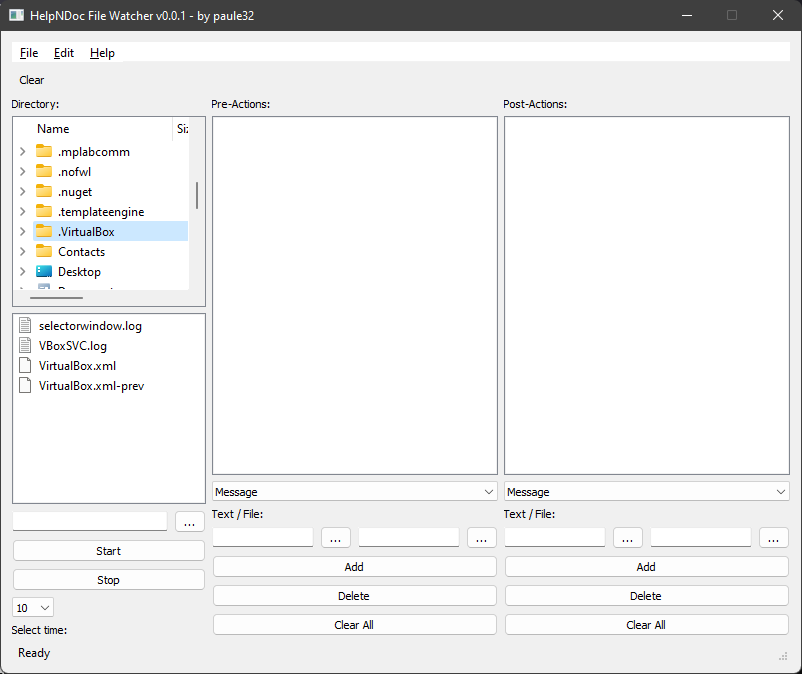 HelpNDoc File Watcher v0.0.1 - by paule32
File Edit Help
Clear
Directory:
Name
.mplabcomm
.nofwl
.nuget
.templateengine
.VirtualBox
Contacts
Desktop
selectorwindow.log
VBoxSVC.log
VirtualBox.xml
VirtualBox.xml-prev
...
Start
Stop
10
Select time:
Pre-Actions:
Message
Text / File:
... ...
Add
Delete
Clear All
Post-Actions:
Message
Text / File:
... ...
Add
Delete
Clear All
Ready